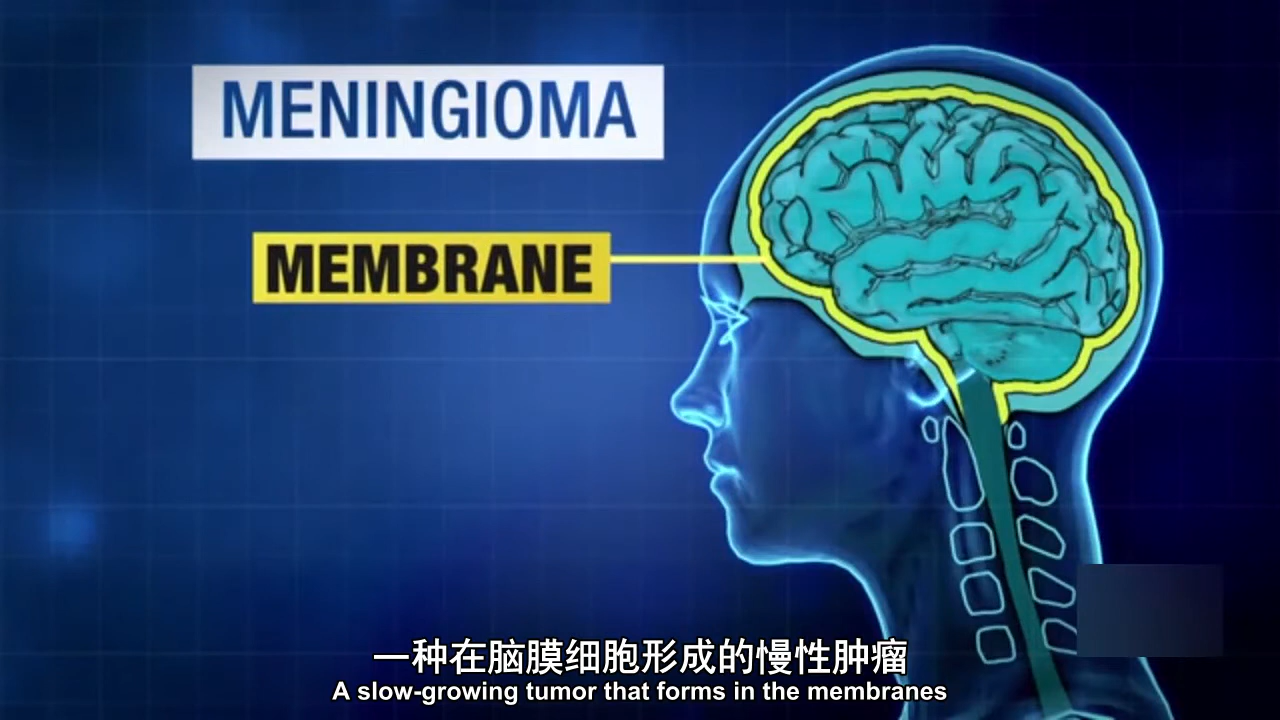 MENINGIOMA
MEMBRANE
一种在脑膜细胞形成的慢性肿瘤
A slow-growing tumor that forms in the membranes